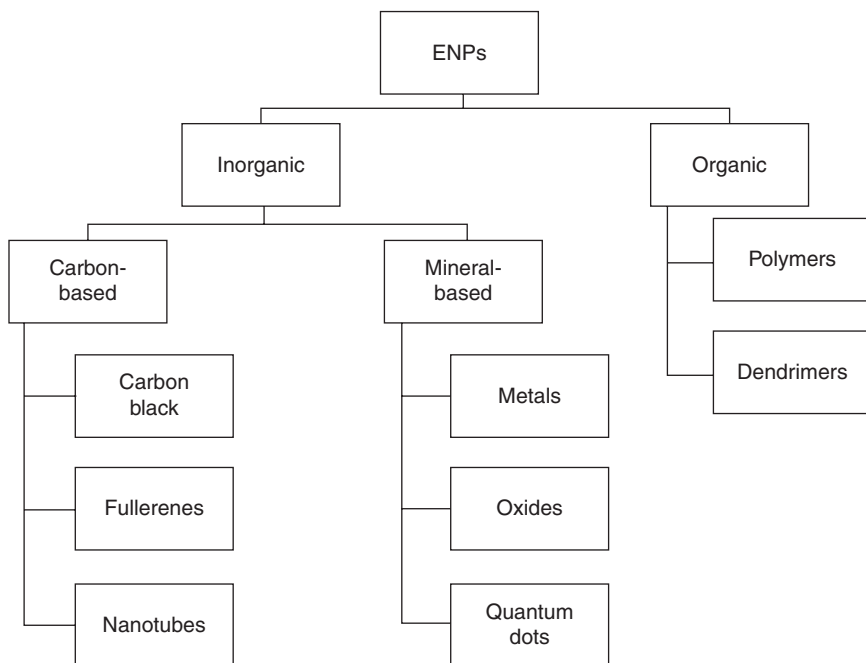 ENPs
Inorganic
Organic
Carbon-
based
Mineral-
based
Polymers
Dendrimers
Carbon
black
Metals
Fullerenes
Oxides
Nanotubes
Quantum
dots